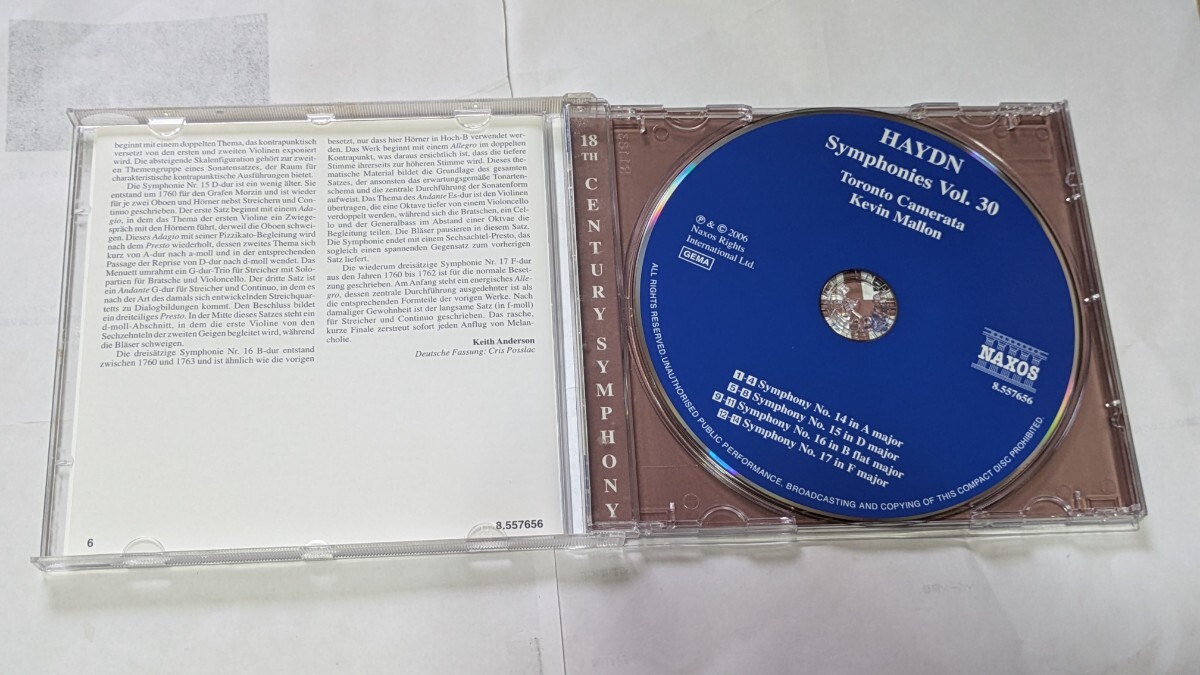 beginnt mit einem doppelten Thema, das kontrapunktisch
versetzt von den ersten und zweiten Violinen exponiert
wird. Die absteigende Skalenfiguration gehört zur zweit-
en Themengruppe eines Sonatensatzes, der Raum für
charakteristische kontrapunktische Ausführungen bietet.
Die Symphonie Nr. 15 D-dur ist ein wenig älter. Sie
entstand um 1760 für den Grafen Morzin und ist wieder
für je zwei Oboen und Hörner nebst Streichern und Con-
tinuo geschrieben. Der erste Satz beginnt mit einem Ada-
gio, in dem das Thema der ersten Violine ein Zwiege-
spräch mit den Hörnern führt, derweil die Oboen schwei-
gen. Dieses Adagio mit seiner Pizzikato-Begleitung wird
nach dem Presto wiederholt, dessen zweites Thema sich
kurz von A-dur nach a-moll und in der entsprechenden
Passage der Reprise von D-dur nach d-moll wendet. Das
Menuett umrahmt ein G-dur-Trio für Streicher mit Solo-
partien für Bratsche und Violoncello. Der dritte Satz ist
ein Andante G-dur für Streicher und Continuo, in dem es
nach der Art des damals sich entwickelnden Streichquar-
tetts zu Dialogbildungen kommt. Den Beschluss bildet
ein dreiteiliges Presto. In der Mitte dieses Satzes steht ein
d-moll-Abschnitt, in dem die erste Violine von den
Sechzehnteln der zweiten Geigen begleitet wird, während
die Bläser schweigen.
Die dreisätzige Symphonie Nr. 16 B-dur entstand
zwischen 1760 und 1763 und ist ähnlich wie die vorigen
besetzt, nur dass hier Hörner in Hoch-B verwendet wer-
den. Das Werk beginnt mit einem Allegro im doppelten
Kontrapunkt, was daraus ersichtlich ist, dass die tiefere
Stimme ihrerseits zur höheren Stimme wird. Dieses the-
matische Material bildet die Grundlage des gesamten
Satzes, der ansonsten das erwartungsgemäße Tonarten-
schema und die zentrale Durchführung der Sonatenform
aufweist. Das Thema des Andante Es-dur ist den Violinen
übertragen, die eine Oktave tiefer von einem Violoncello
verdoppelt werden, während sich die Bratschen, ein Cel-
lo und der Generalbass im Abstand einer Oktvae die
Begleitung teilen. Die Bläser pausieren in diesem Satz.
Die Symphonie endet mit einem Sechsachtel-Presto, das
sogleich einen spannenden Gegensatz zum vorherigen
Satz liefert.
Die wiederum dreisätzige Symphonie Nr. 17 F-dur
aus den Jahren 1760 bis 1762 ist für die normale Beset-
zung geschrieben. Am Anfang steht ein energisches Alle-
gro, dessen zentrale Durchführung ausgedehnter ist als
die entsprechenden Formteile der vorigen Werke. Nach
damaliger Gewohnheit ist der langsame Satz (in f-moll)
für Streicher und Continuo geschrieben. Das rasche,
kurze Finale zerstreut sofort jeden Anflug von Melan-
cholie.
Keith Anderson
Deutsche Fassung: Cris Posslac
6
8.557656
18TH CENTURY SYMPHONY
HAYDN
Symphonies Vol. 30
Toronto Camerata
Kevin Mallon
℗ & © 2006
Naxos Rights
International Ltd.
GEMA
NAXOS
8.557656
1-4 Symphony No. 14 in A major
5-8 Symphony No. 15 in D major
9-11 Symphony No. 16 in B flat major
12-14 Symphony No. 17 in F major
ALL RIGHTS RESERVED. UNAUTHORISED PUBLIC PERFORMANCE, BROADCASTING AND COPYING OF THIS COMPACT DISC PROHIBITED.